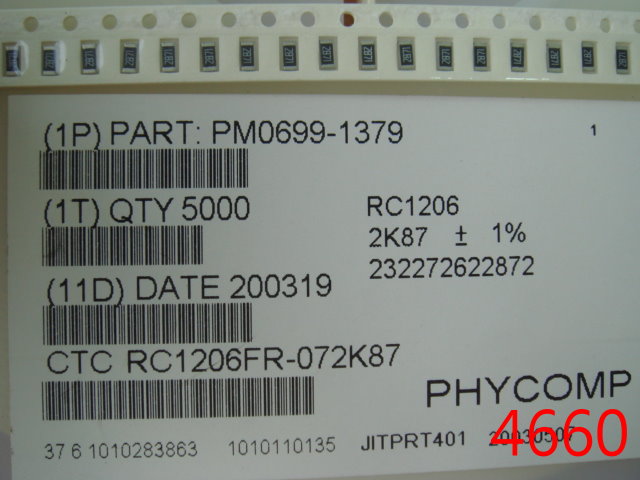 (1P) PART: PM0699-1379
1
(1T) QTY 5000
RC1206
2K87 ± 1%
(11D) DATE 200319
232272622872
CTC RC1206FR-072K87
PHYCOMP
4660
37 6 1010283863 1010110135 JITPRT401